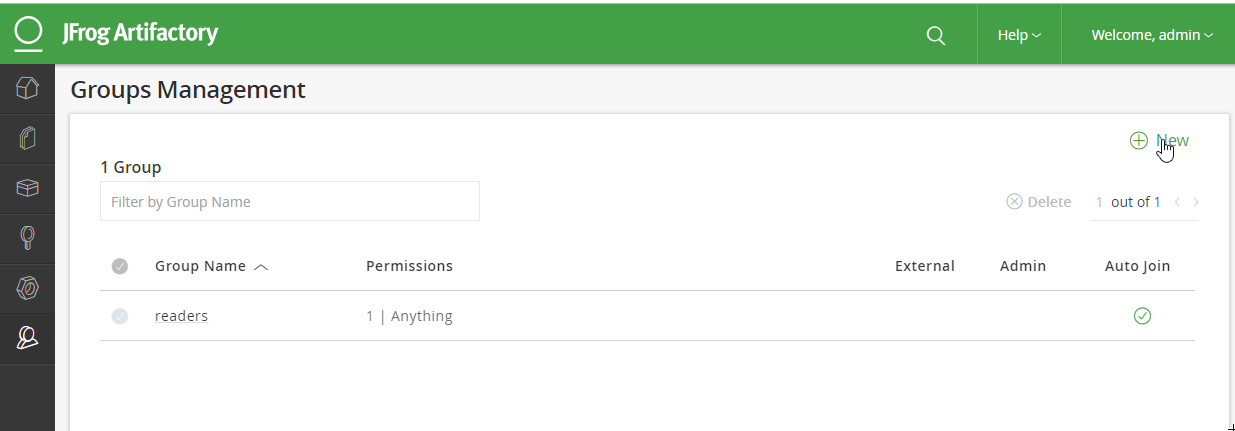 JFrog Artifactory
Help
Welcome, admin
Groups Management
New
1 Group
Filter by Group Name
Delete
1 out of 1
Group Name Permissions External Admin Auto Join
readers 1 | Anything